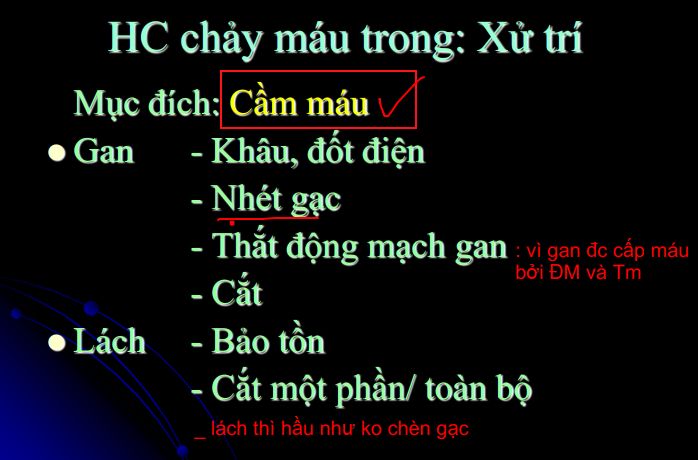 HC chảy máu trong: Xử trí
Mục đích: Cầm máu
Gan - Khâu, đốt điện
- Nhét gạc
- Thắt động mạch gan : vì gan đc cấp máu
bởi ĐM và Tm
- Cắt
Lách - Bảo tồn
- Cắt một phần/ toàn bộ
_ lách thì hầu như ko chèn gạc